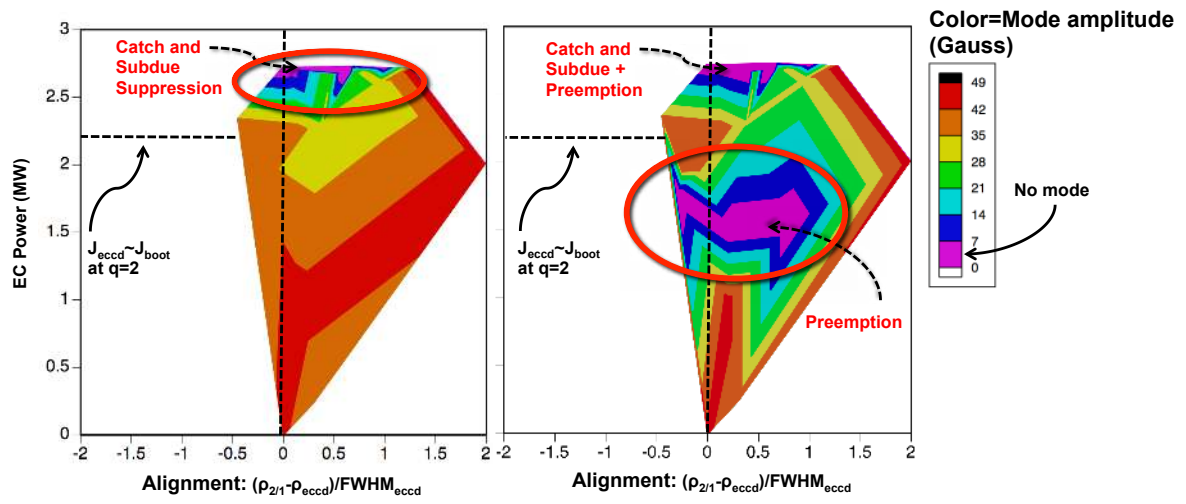 Color=Mode amplitude
(Gauss)
3
2.5
2
1.5
1
0.5
0
EC Power (MW)
Catch and
Subdue
Suppression
J_eccd~J_boot
at q=2
-2
-1.5
-1
-0.5
0
0.5
1
1.5
2
Alignment: (ρ_2/1-ρ_eccd)/FWHM_eccd
Catch and
Subdue +
Preemption
J_eccd~J_boot
at q=2
Preemption
-2
-1.5
-1
-0.5
0
0.5
1
1.5
2
Alignment: (ρ_2/1-ρ_eccd)/FWHM_eccd
49
42
35
28
21
14
7
0
No mode